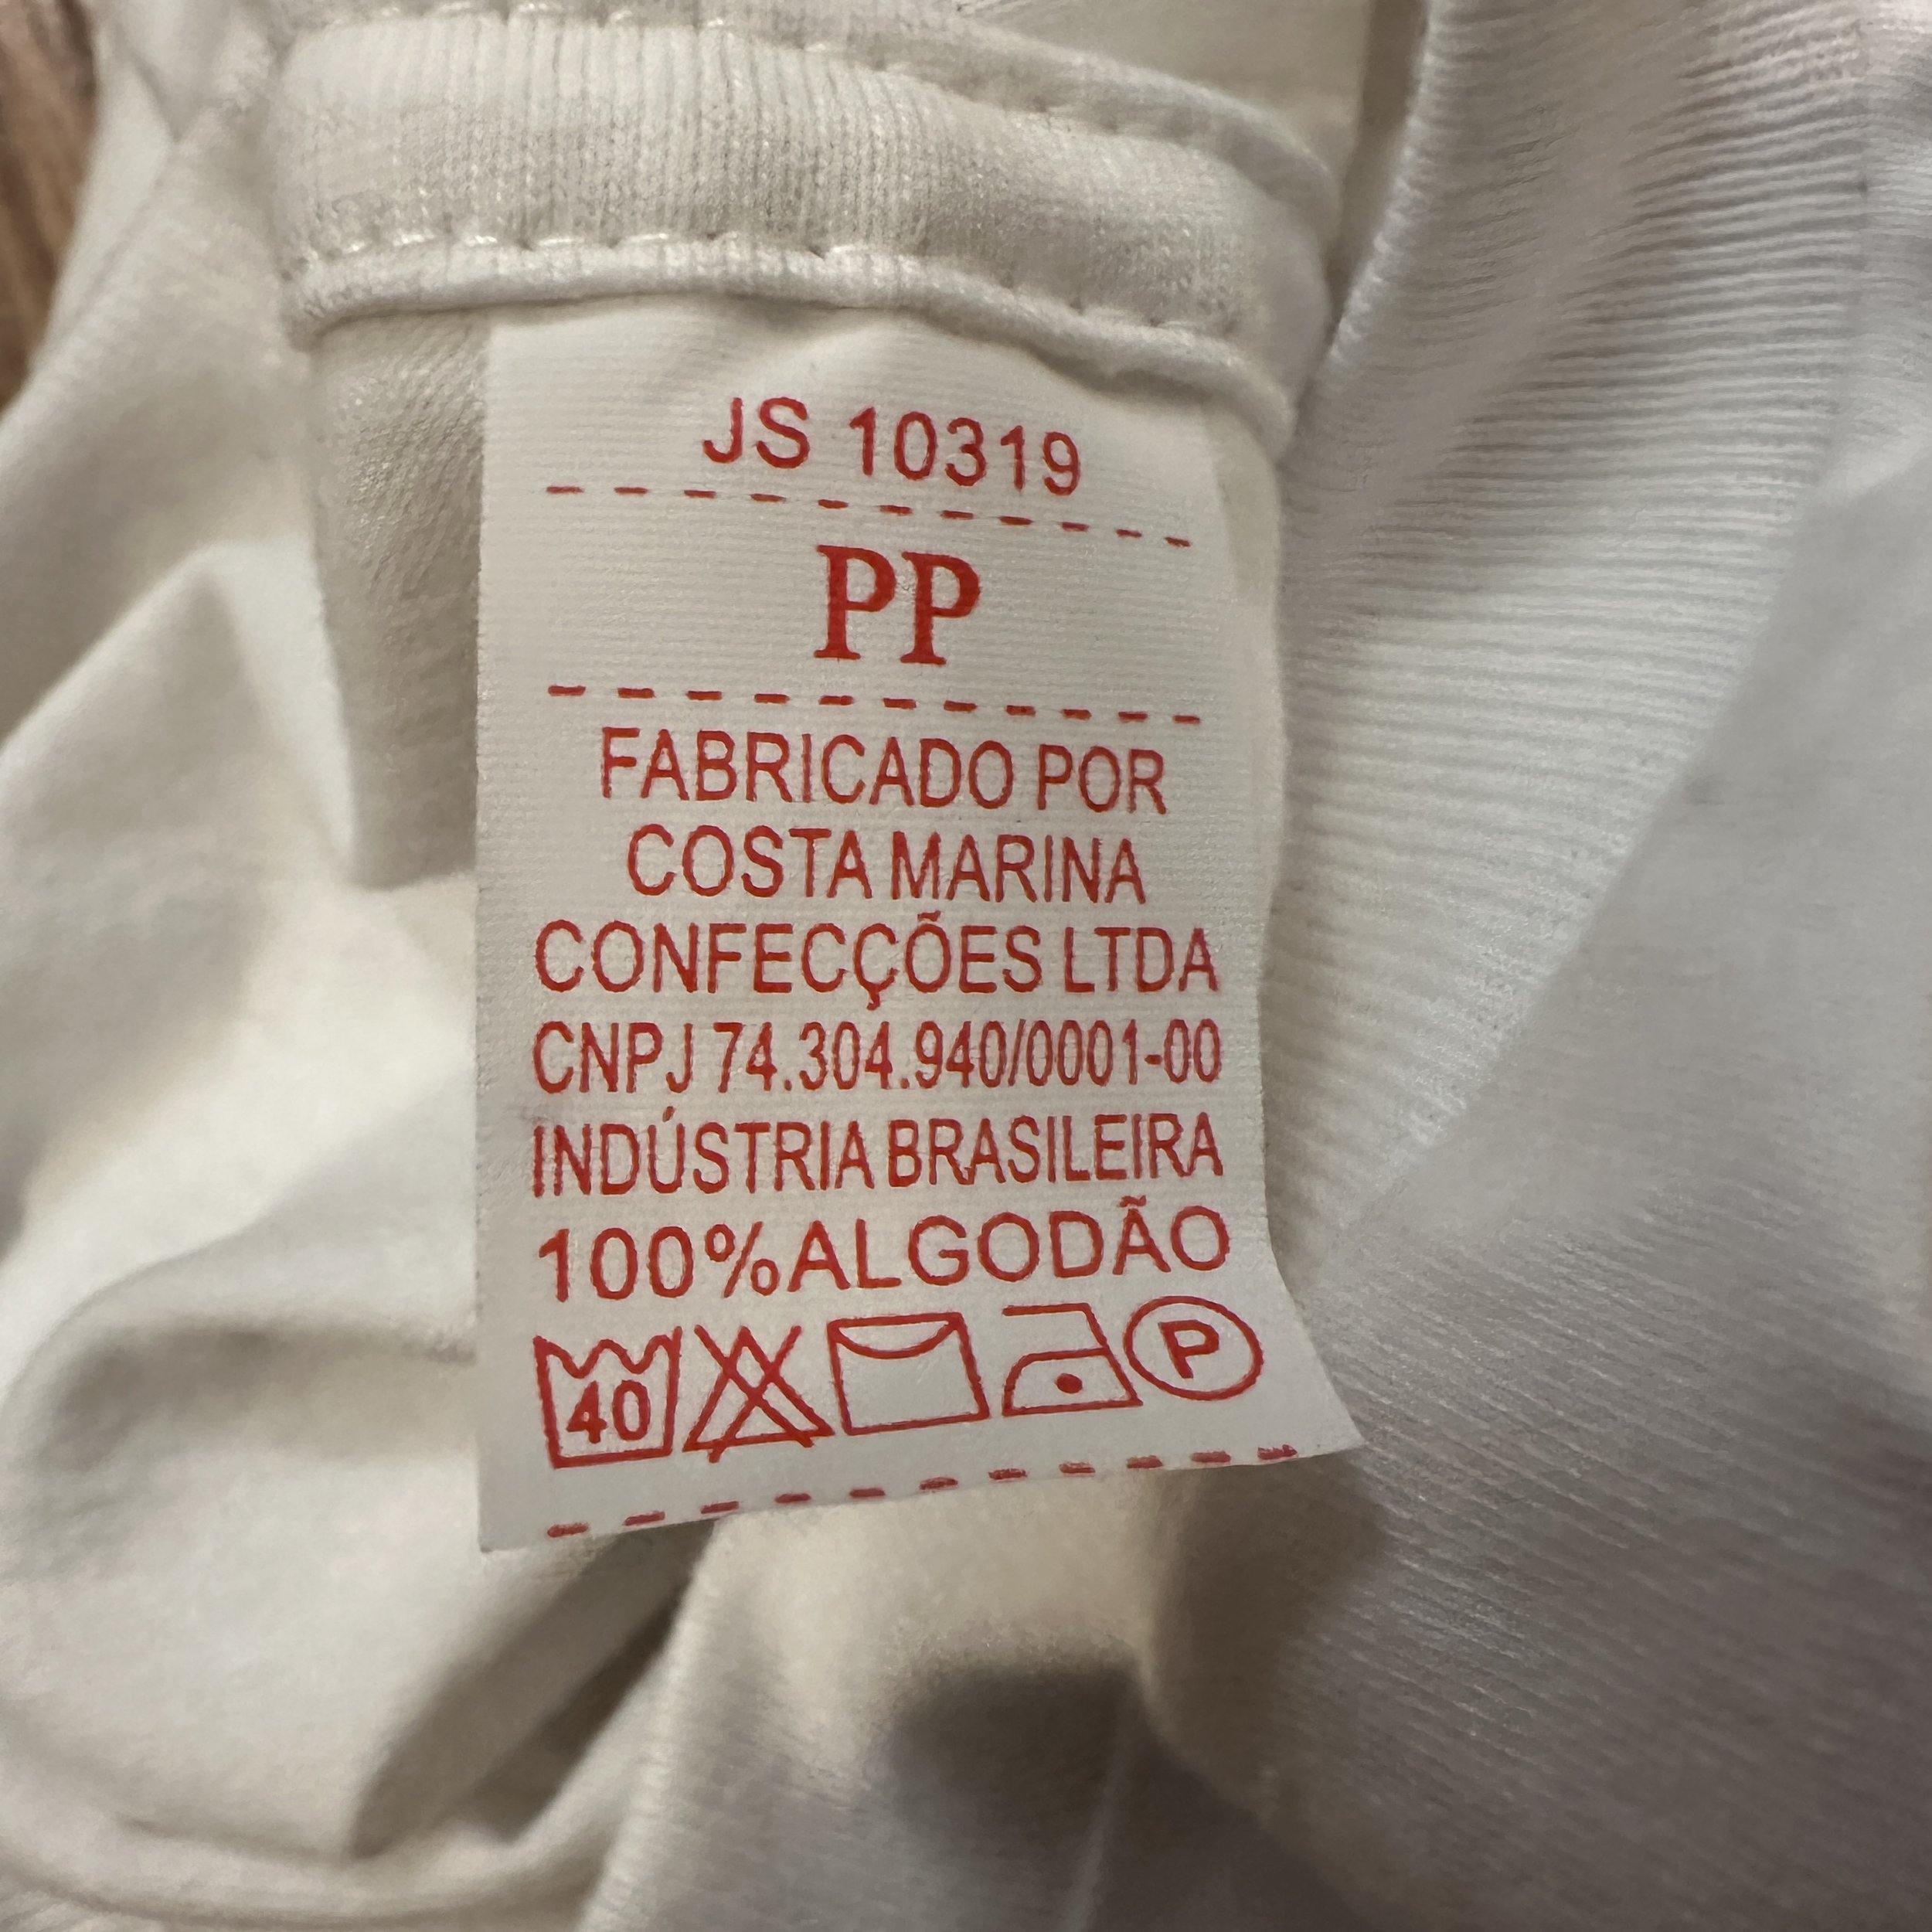 JS 10319
PP
FABRICADO POR
COSTA MARINA
CONFECÇÕES LTDA
CNPJ 74.304.940/0001-00
INDÚSTRIA BRASILEIRA
100% ALGODÃO
40 P